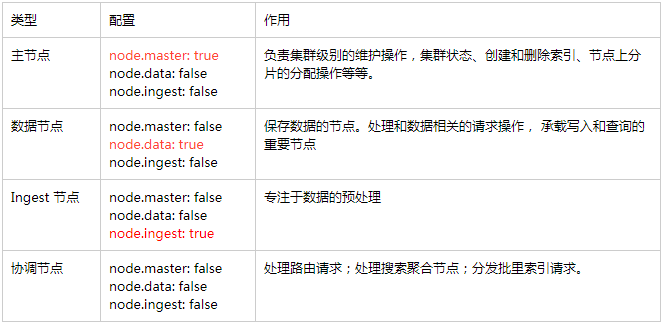 类型
配置
作用
主节点
node.master: true
node.data: false
node.ingest: false
负责集群级别的维护操作，集群状态、创建和删除索引、节点上分
片的分配操作等等。
数据节点
node.master: false
node.data: true
node.ingest: false
保存数据的节点。处理和数据相关的请求操作， 承载写入和查询的
重要节点
Ingest 节点
node.master: false
node.data: false
node.ingest: true
专注于数据的预处理
协调节点
node.master: false
node.data: false
node.ingest: false
处理路由请求；处理搜索聚合节点；分发批里索引请求。